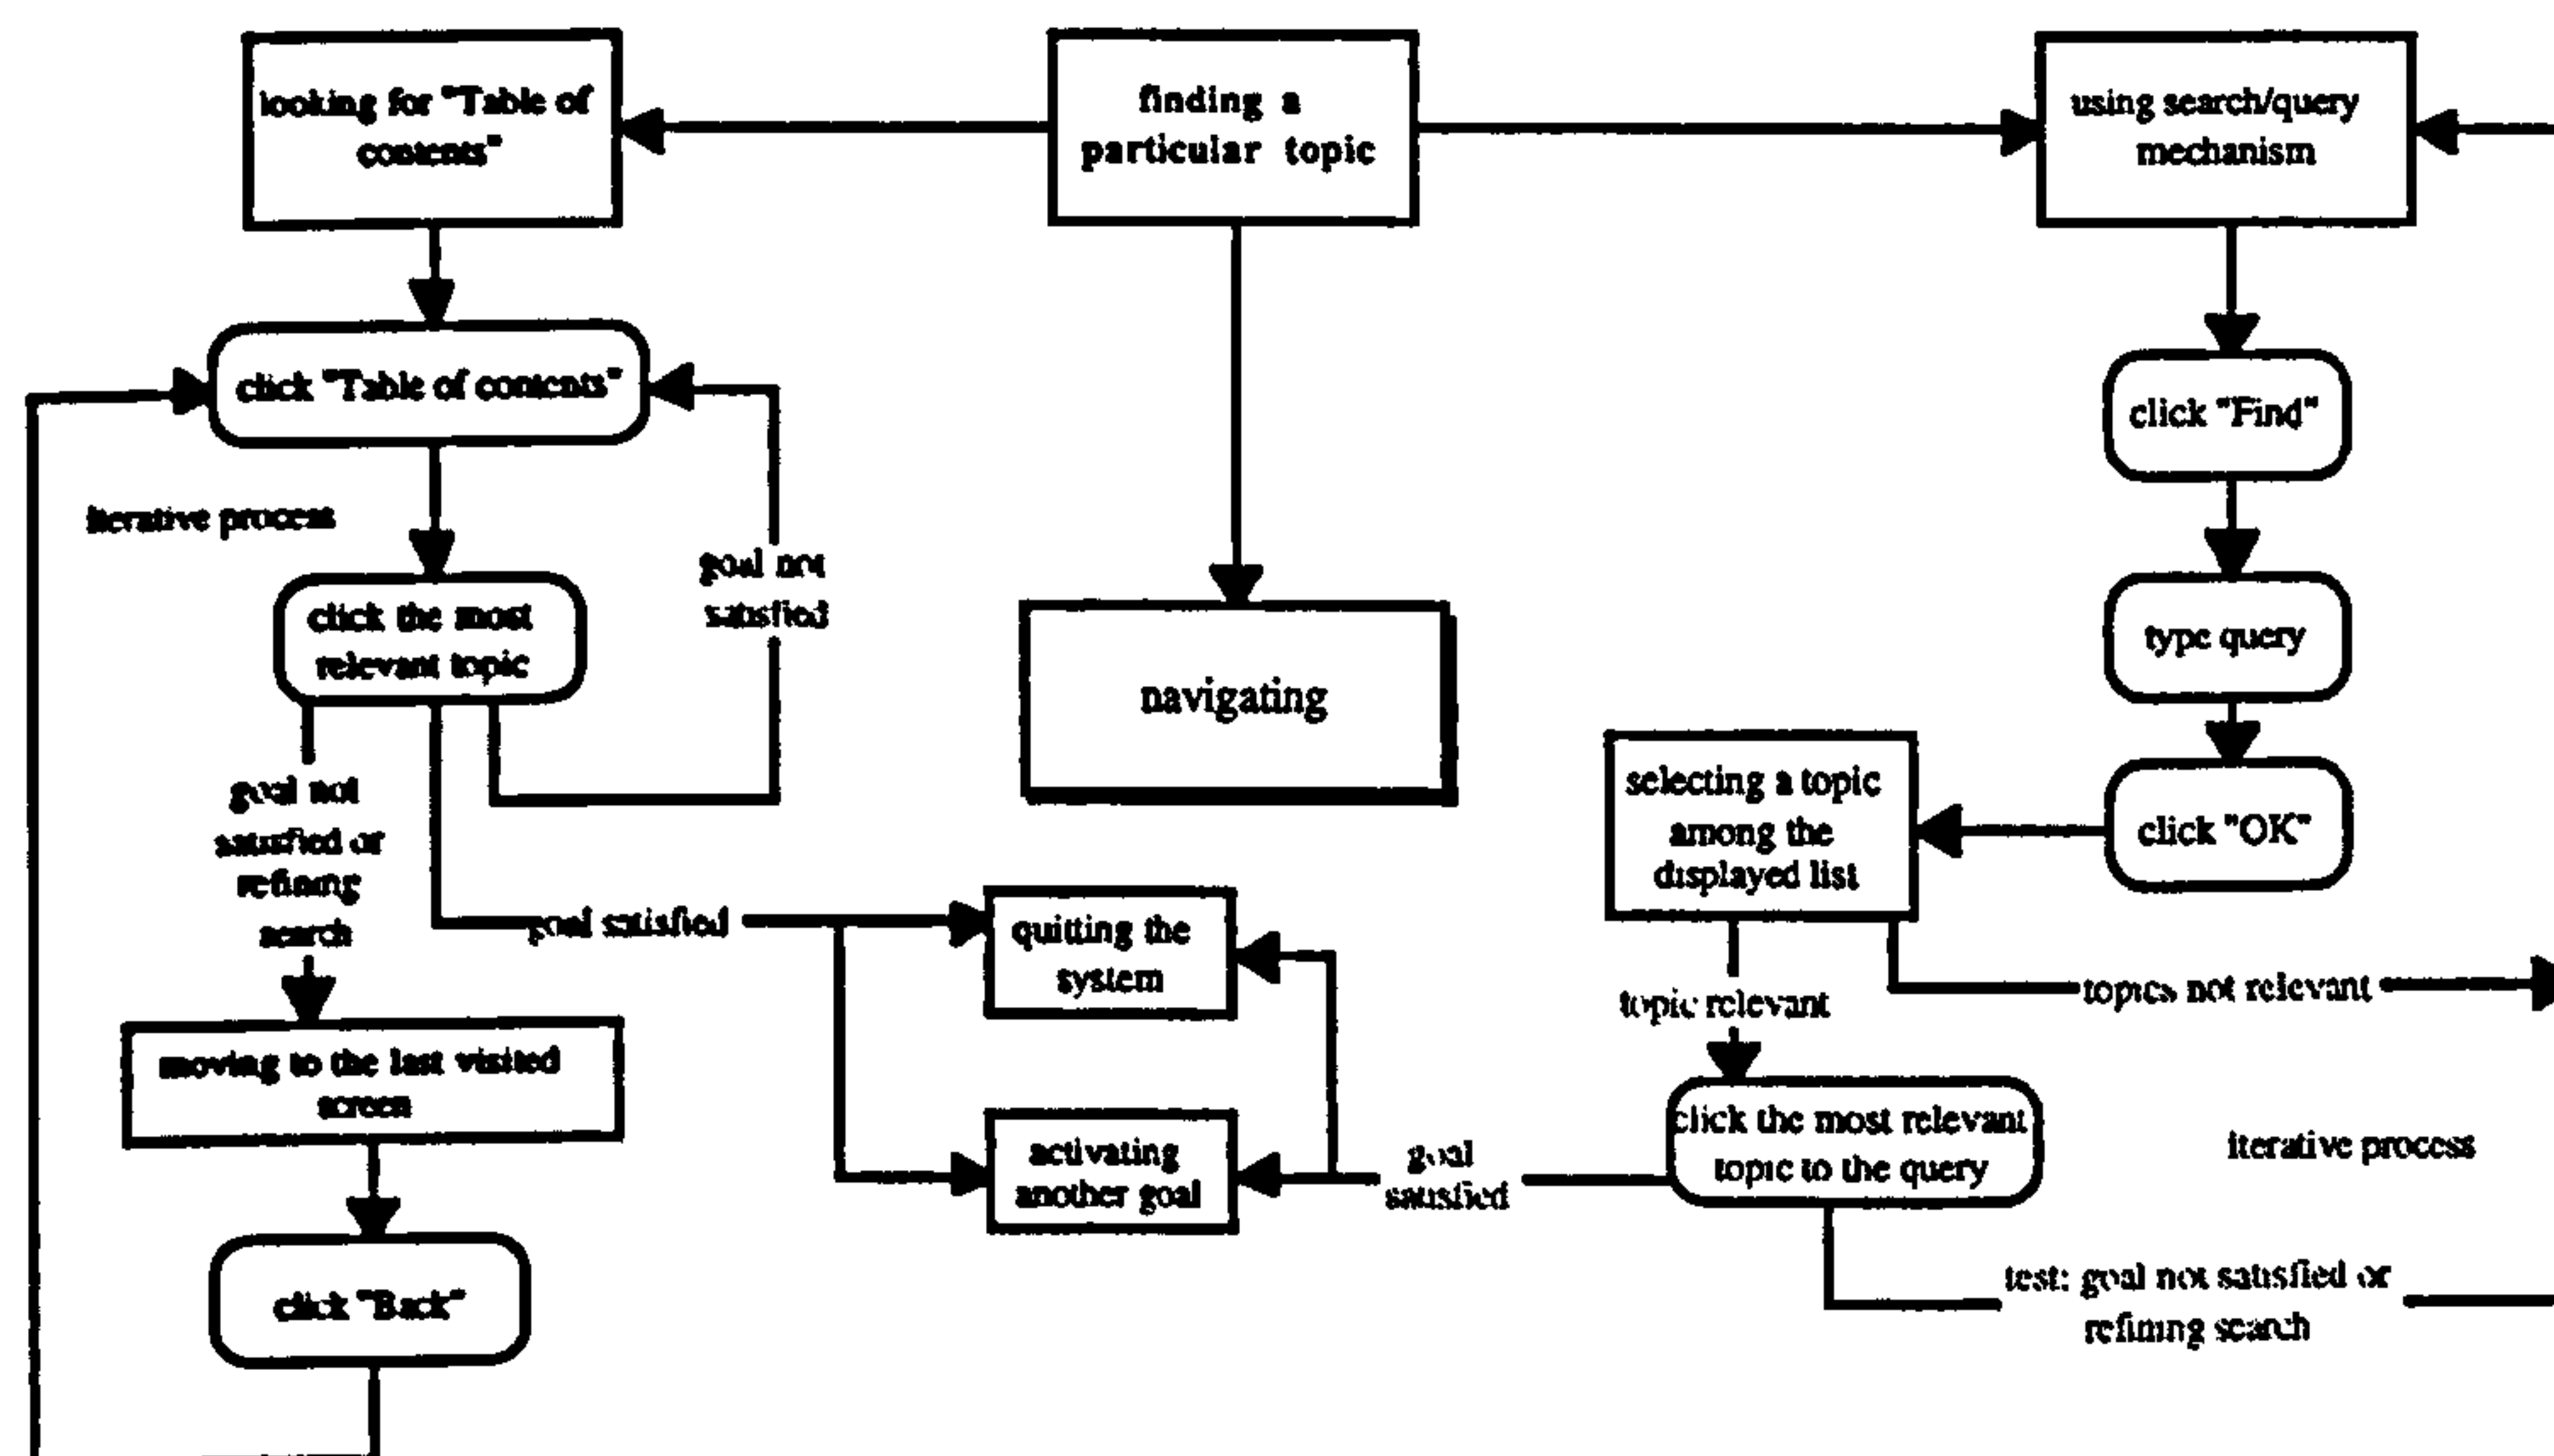 looking for "Table of
contents"
finding a
particular topic
using search/query
mechanism
click "Table of contents"
click "Find"
iterative process
goal not
satisfied
click the most
relevant topic
type query
navigating
goal not
satisfied or
refining
search
selecting a topic
among the
displayed list
click "OK"
goal satisfied
quitting the
system
topic relevant
topics not relevant
moving to the last visited
screen
activating
another goal
goal
satisfied
click the most relevant
topic to the query
iterative process
click "Back"
test: goal not satisfied or
refining search